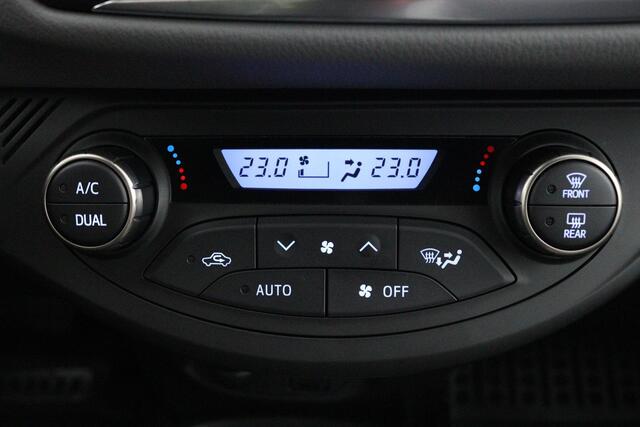 23.0 23.0
A/C
DUAL
FRONT
REAR
AUTO
OFF